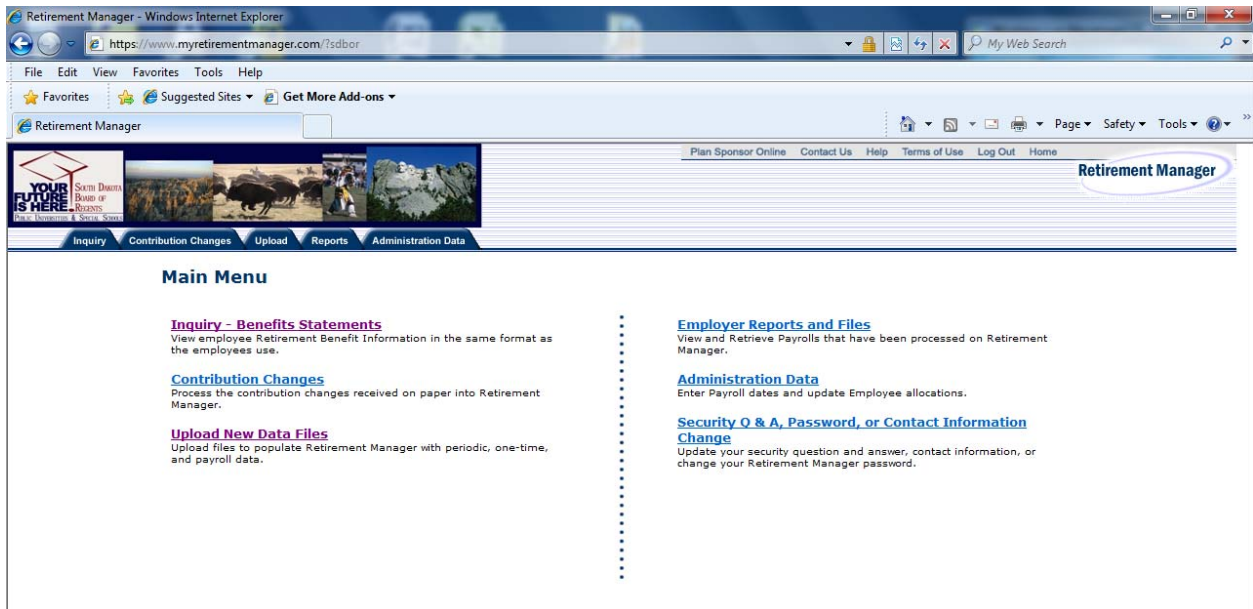 Retirement Manager - Windows Internet Explorer
https://www.myretirementmanager.com/?sdbor
My Web Search
File Edit View Favorites Tools Help
Favorites Suggested Sites Get More Add-ons
Retirement Manager
Page Safety Tools
Plan Sponsor Online Contact Us Help Terms of Use Log Out Home
YOUR FUTURE IS HERE.
South Dakota Board of Regents
Public Universities & Special Schools
Retirement Manager
Inquiry Contribution Changes Upload Reports Administration Data
Main Menu
Inquiry - Benefits Statements
View employee Retirement Benefit Information in the same format as
the employees use.
Contribution Changes
Process the contribution changes received on paper into Retirement
Manager.
Upload New Data Files
Upload files to populate Retirement Manager with periodic, one-time,
and payroll data.
Employer Reports and Files
View and Retrieve Payrolls that have been processed on Retirement
Manager.
Administration Data
Enter Payroll dates and update Employee allocations.
Security Q & A, Password, or Contact Information
Change
Update your security question and answer, contact information, or
change your Retirement Manager password.